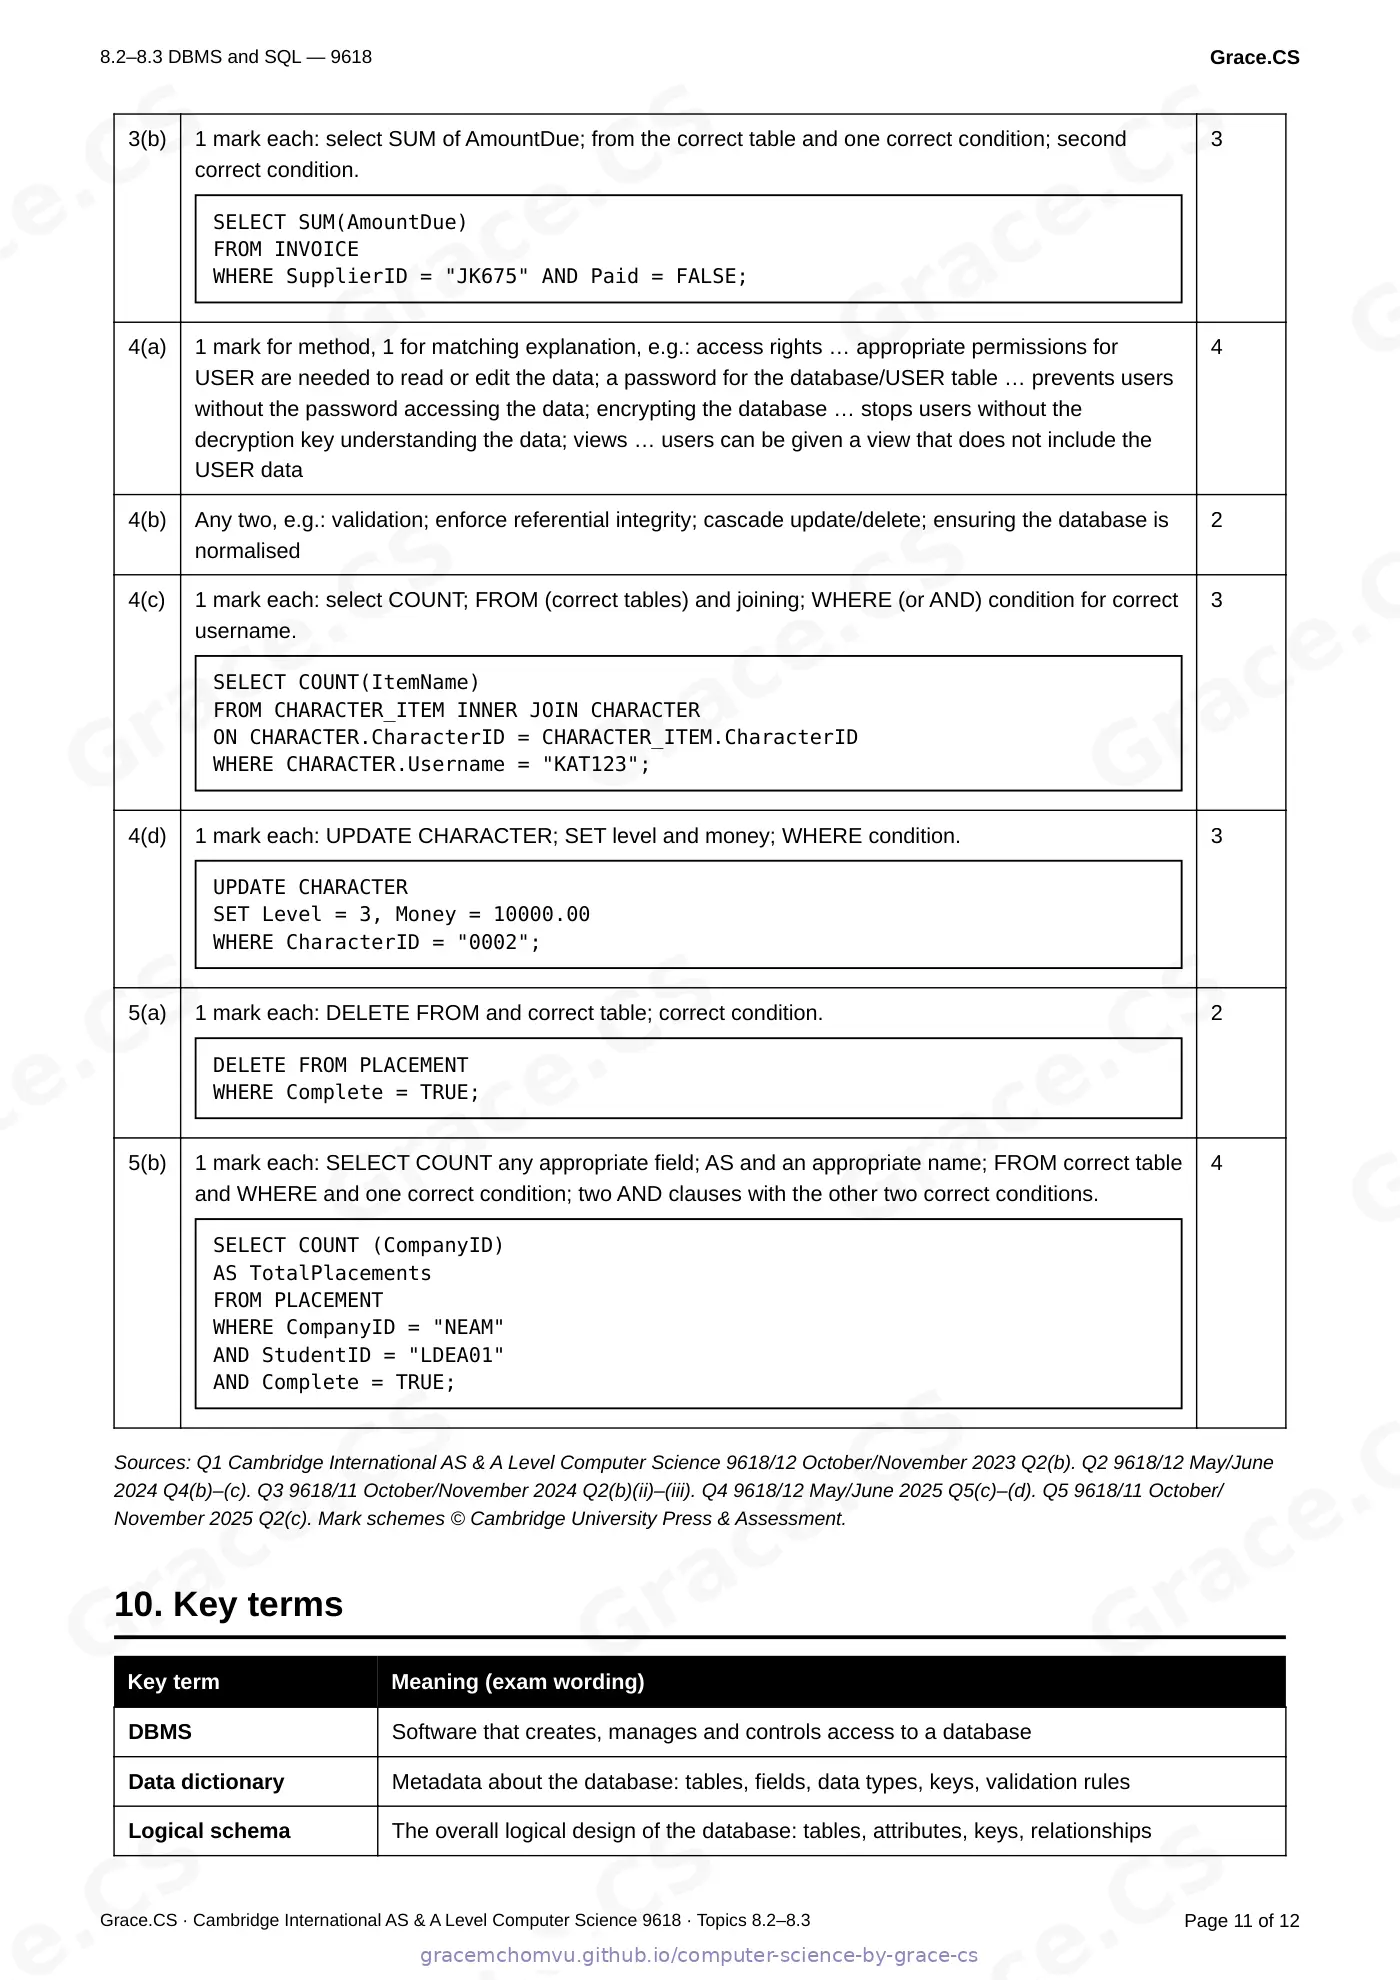 8.2–8.3 DBMS and SQL — 9618
Grace.CS
3(b)
1 mark each: select SUM of AmountDue; from the correct table and one correct condition; second
correct condition.
3
SELECT SUM(AmountDue)
FROM INVOICE
WHERE SupplierID = "JK675" AND Paid = FALSE;
4(a)
1 mark for method, 1 for matching explanation, e.g.: access rights … appropriate permissions for
USER are needed to read or edit the data; a password for the database/USER table … prevents users
without the password accessing the data; encrypting the database … stops users without the
decryption key understanding the data; views … users can be given a view that does not include the
USER data
4
4(b)
Any two, e.g.: validation; enforce referential integrity; cascade update/delete; ensuring the database is
normalised
2
4(c)
1 mark each: select COUNT; FROM (correct tables) and joining; WHERE (or AND) condition for correct
username.
3
SELECT COUNT(ItemName)
FROM CHARACTER_ITEM INNER JOIN CHARACTER
ON CHARACTER.CharacterID = CHARACTER_ITEM.CharacterID
WHERE CHARACTER.Username = "KAT123";
4(d)
1 mark each: UPDATE CHARACTER; SET level and money; WHERE condition.
3
UPDATE CHARACTER
SET Level = 3, Money = 10000.00
WHERE CharacterID = "0002";
5(a)
1 mark each: DELETE FROM and correct table; correct condition.
2
DELETE FROM PLACEMENT
WHERE Complete = TRUE;
5(b)
1 mark each: SELECT COUNT any appropriate field; AS and an appropriate name; FROM correct table
and WHERE and one correct condition; two AND clauses with the other two correct conditions.
4
SELECT COUNT (CompanyID)
AS TotalPlacements
FROM PLACEMENT
WHERE CompanyID = "NEAM"
AND StudentID = "LDEA01"
AND Complete = TRUE;
Sources: Q1 Cambridge International AS & A Level Computer Science 9618/12 October/November 2023 Q2(b). Q2 9618/12 May/June
2024 Q4(b)–(c). Q3 9618/11 October/November 2024 Q2(b)(ii)–(iii). Q4 9618/12 May/June 2025 Q5(c)–(d). Q5 9618/11 October/
November 2025 Q2(c). Mark schemes © Cambridge University Press & Assessment.
10. Key terms
Key term
Meaning (exam wording)
DBMS
Software that creates, manages and controls access to a database
Data dictionary
Metadata about the database: tables, fields, data types, keys, validation rules
Logical schema
The overall logical design of the database: tables, attributes, keys, relationships
Grace.CS · Cambridge International AS & A Level Computer Science 9618 · Topics 8.2–8.3
Page 11 of 12
gracemchomvu.github.io/computer-science-by-grace-cs